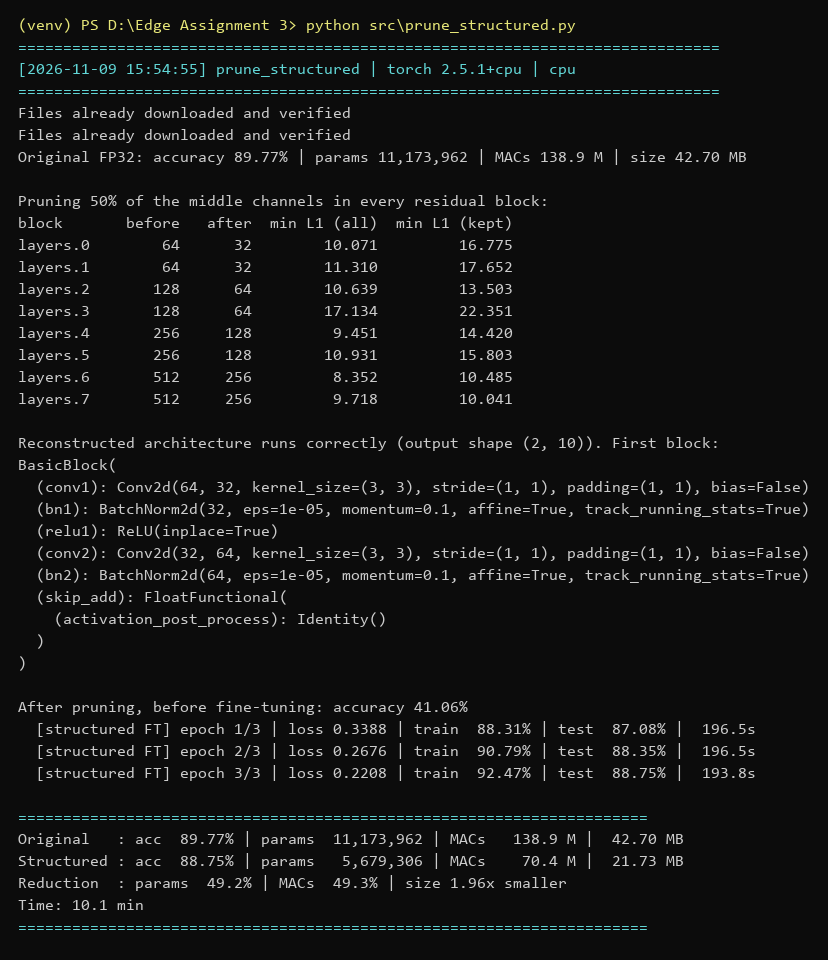 (venv) PS D:\Edge Assignment 3> python src\prune_structured.py
==============================================================================
[2026-11-09 15:54:55] prune_structured | torch 2.5.1+cpu | cpu
==============================================================================
Files already downloaded and verified
Files already downloaded and verified
Original FP32: accuracy 89.77% | params 11,173,962 | MACs 138.9 M | size 42.70 MB

Pruning 50% of the middle channels in every residual block:
block       before   after  min L1 (all)  min L1 (kept)
layers.0        64      32        10.071         16.775
layers.1        64      32        11.310         17.652
layers.2       128      64        10.639         13.503
layers.3       128      64        17.134         22.351
layers.4       256     128         9.451         14.420
layers.5       256     128        10.931         15.803
layers.6       512     256         8.352         10.485
layers.7       512     256         9.718         10.041

Reconstructed architecture runs correctly (output shape (2, 10)). First block:
BasicBlock(
  (conv1): Conv2d(64, 32, kernel_size=(3, 3), stride=(1, 1), padding=(1, 1), bias=False)
  (bn1): BatchNorm2d(32, eps=1e-05, momentum=0.1, affine=True, track_running_stats=True)
  (relu1): ReLU(inplace=True)
  (conv2): Conv2d(32, 64, kernel_size=(3, 3), stride=(1, 1), padding=(1, 1), bias=False)
  (bn2): BatchNorm2d(64, eps=1e-05, momentum=0.1, affine=True, track_running_stats=True)
  (skip_add): FloatFunctional(
    (activation_post_process): Identity()
  )
)

After pruning, before fine-tuning: accuracy 41.06%
  [structured FT] epoch 1/3 | loss 0.3388 | train  88.31% | test  87.08% |  196.5s
  [structured FT] epoch 2/3 | loss 0.2676 | train  90.79% | test  88.35% |  196.5s
  [structured FT] epoch 3/3 | loss 0.2208 | train  92.47% | test  88.75% |  193.8s

======================================================================
Original   : acc  89.77% | params  11,173,962 | MACs   138.9 M |  42.70 MB
Structured : acc  88.75% | params   5,679,306 | MACs    70.4 M |  21.73 MB
Reduction  : params  49.2% | MACs  49.3% | size 1.96x smaller
Time: 10.1 min
======================================================================